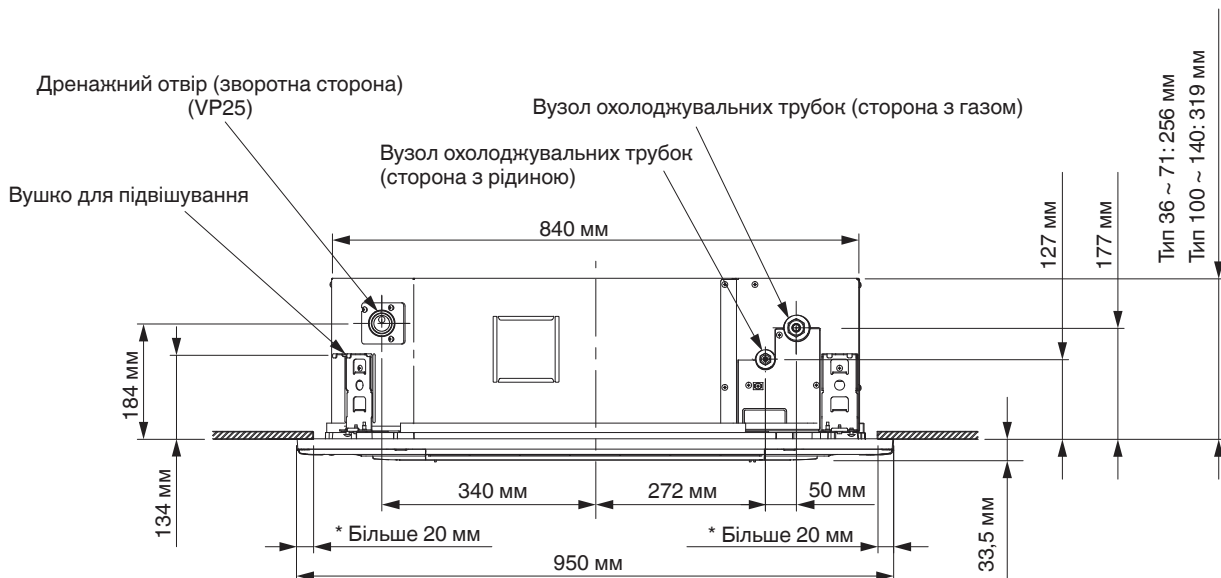 Дренажний отвір (зворотна сторона)
(VP25)
Вузол охолоджувальних трубок (сторона з газом)
Вузол охолоджувальних трубок
(сторона з рідиною)
Вушко для підвішування
840 мм
127 мм
177 мм
Тип 36 ~ 71: 256 мм
Тип 100 ~ 140: 319 мм
184 мм
134 мм
340 мм
272 мм
50 мм
33,5 мм
* Більше 20 мм
* Більше 20 мм
950 мм